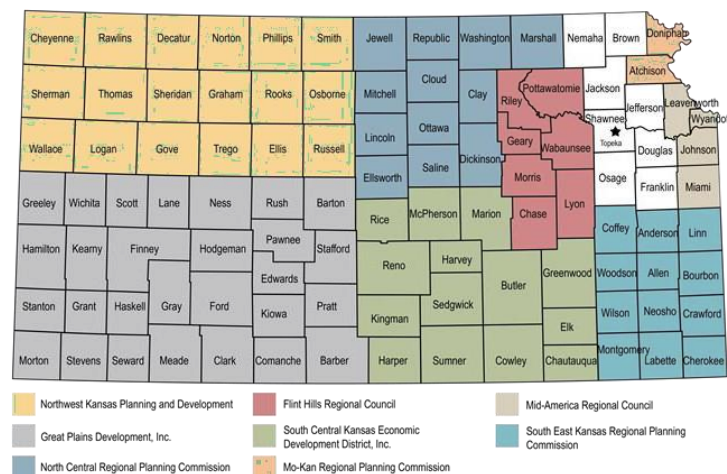 Cheyenne Rawlins Decatur Norton Phillips Smith Jewell Republic Washington Marshall Nemaha Brown Doniphan
Atchison
Sherman Thomas Sheridan Graham Rooks Osborne Mitchell Cloud Clay Riley Pottawatomie Jackson Jefferson Leavenworth
Wyandot
Shawnee
Topeka
Wallace Logan Gove Trego Ellis Russell Lincoln Ottawa Geary Wabaunsee Douglas Johnson
Ellsworth Saline Dickinson Morris Osage Franklin Miami
Greeley Wichita Scott Lane Ness Rush Barton Rice McPherson Marion Chase Lyon Coffey Anderson Linn
Pawnee
Hamilton Kearny Finney Hodgeman Stafford Reno Harvey Butler Greenwood Woodson Allen Bourbon
Edwards
Stanton Grant Haskell Gray Ford Kiowa Pratt Kingman Sedgwick Elk Wilson Neosho Crawford
Morton Stevens Seward Meade Clark Comanche Barber Harper Sumner Cowley Chautauqua Montgomery Labette Cherokee
Northwest Kansas Planning and Development
Flint Hills Regional Council
Mid-America Regional Council
Great Plains Development, Inc.
South Central Kansas Economic
Development District, Inc.
South East Kansas Regional Planning
Commission
North Central Regional Planning Commission
Mo-Kan Regional Planning Commission